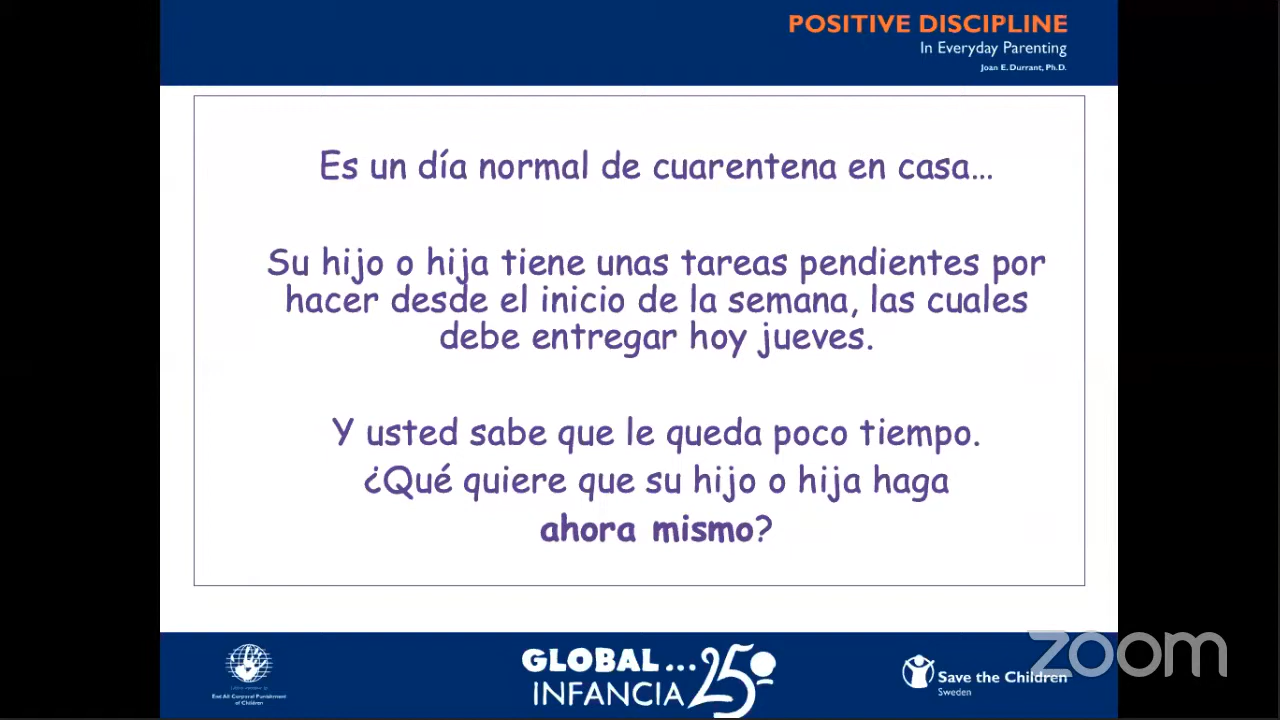 POSITIVE DISCIPLINE
In Everyday Parenting
Joan E. Durrant, Ph.D.
Es un día normal de cuarentena en casa...
Su hijo o hija tiene unas tareas pendientes por
hacer desde el inicio de la semana, las cuales
debe entregar hoy jueves.
Y usted sabe que le queda poco tiempo.
¿Qué quiere que su hijo o hija haga
ahora mismo?
End All Corporal Punishment
of Children
GLOBAL...25º
INFANCIA
Save the Children
Sweden
zoom